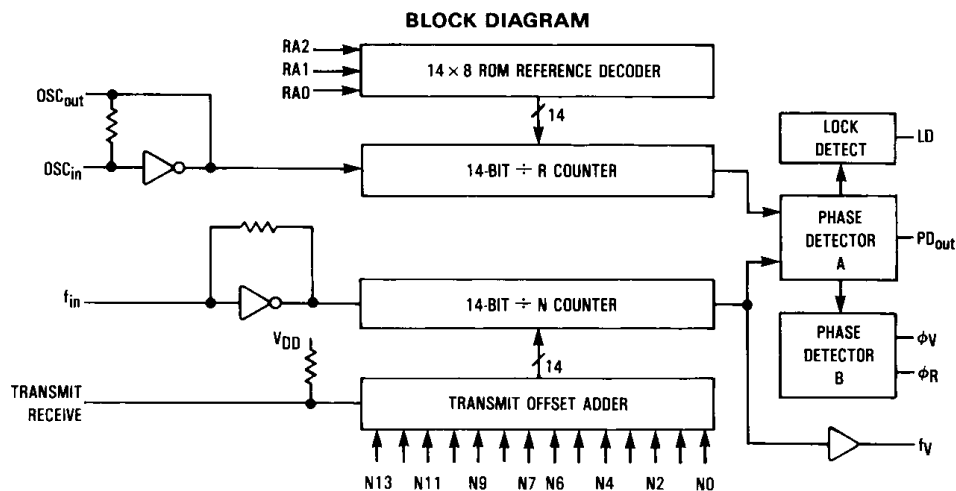 BLOCK DIAGRAM
RA2
RA1
RA0
14 × 8 ROM REFERENCE DECODER
14
OSCout
OSCin
14-BIT ÷ R COUNTER
LOCK
DETECT
LD
PHASE
DETECTOR
A
PDout
fin
14-BIT ÷ N COUNTER
VDD
14
PHASE
DETECTOR
B
ϕV
ϕR
TRANSMIT
RECEIVE
TRANSMIT OFFSET ADDER
fV
N13 N11 N9 N7 N6 N4 N2 N0